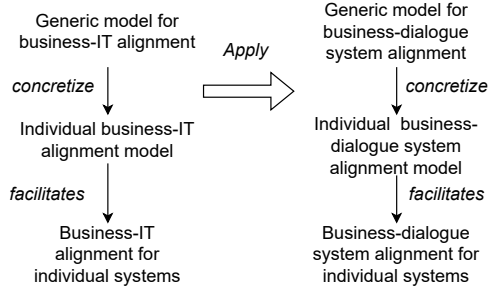 Generic model for
business-IT alignment
concretize
Individual business-IT
alignment model
facilitates
Business-IT
alignment for
individual systems
Apply
Generic model for
business-dialogue
system alignment
concretize
Individual business-
dialogue system
alignment model
facilitates
Business-dialogue
system alignment for
individual systems